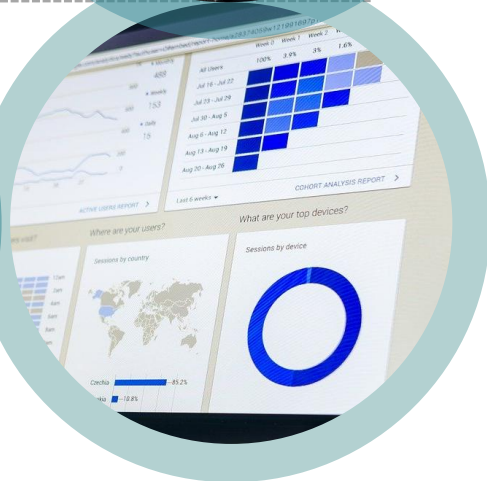 Week 0 Week 1 Week 2
All Users 100% 3.9% 3% 1.6%
Jul 16 - Jul 22
Jul 23 - Jul 29
Jul 30 - Aug 5
Aug 6 - Aug 12
Aug 13 - Aug 19
Aug 20 - Aug 26
Last 6 weeks
COHORT ANALYSIS REPORT
Monthly
488
Weekly
153
Daily
15
ACTIVE USERS REPORT
visit?
Where are your users?
Sessions by country
Czechia 85.2%
10.8%
What are your top devices?
Sessions by device